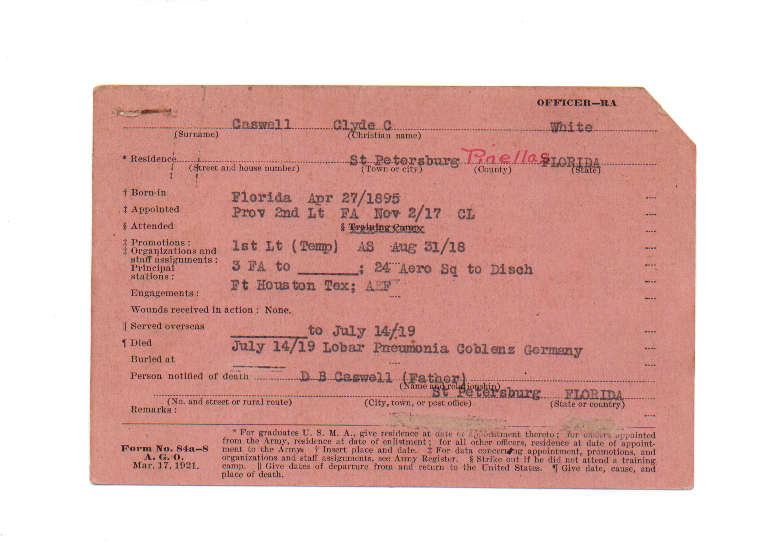 OFFICER—RA
Caswell Clyde C White
(Surname) (Christian name)
* Residence St Petersburg Pinellas FLORIDA
(Street and house number) (Town or city) (County) (State)
† Born in Florida Apr 27/1895
‡ Appointed Prov 2nd Lt FA Nov 2/17 CL
§ Attended § Training Camp
‡ Promotions : 1st Lt (Temp) AS Aug 31/18
‡ Organizations and
staff assignments : 3 FA to ______; 24 Aero Sq to Disch
Principal
stations : Ft Houston Tex; AEF
Engagements :
Wounds received in action : None.
|| Served overseas ________to July 14/19
¶ Died July 14/19 Lobar Pneumonia Coblenz Germany
Buried at ______
Person notified of death D B Caswell (Father)
(Name and relationship)
St Petersburg FLORIDA
(No. and street or rural route) (City, town, or post office) (State or country)
Remarks :
Form No. 84a—8
A. G. O.
Mar. 17, 1921.
* For graduates U. S. M. A., give residence at date of appointment thereto; for officers appointed
from the Army, residence at date of enlistment; for all other officers, residence at date of appoint-
ment to the Army. † Insert place and date. ‡ For data concerning appointment, promotions, and
organizations and staff assignments, see Army Register. § Strike out if he did not attend a training
camp. || Give dates of departure from and return to the United States. ¶ Give date, cause, and
place of death.